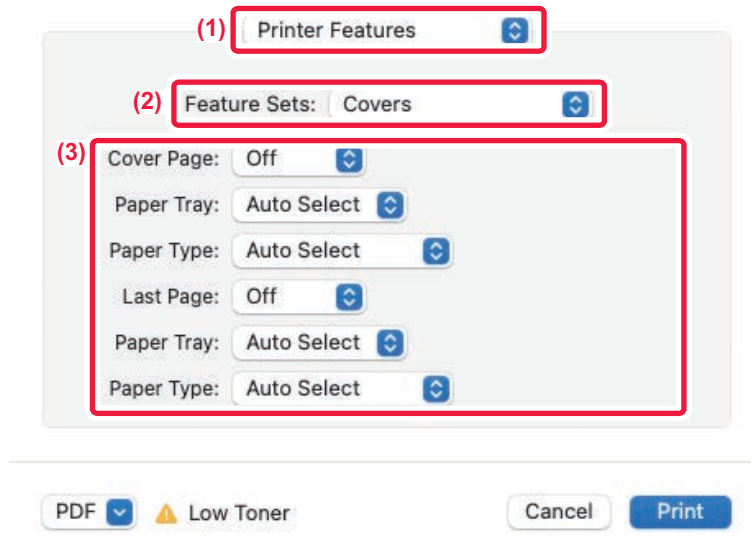 (1) Printer Features
(2) Feature Sets: Covers
(3) Cover Page: Off
Paper Tray: Auto Select
Paper Type: Auto Select
Last Page: Off
Paper Tray: Auto Select
Paper Type: Auto Select
PDF Low Toner Cancel Print